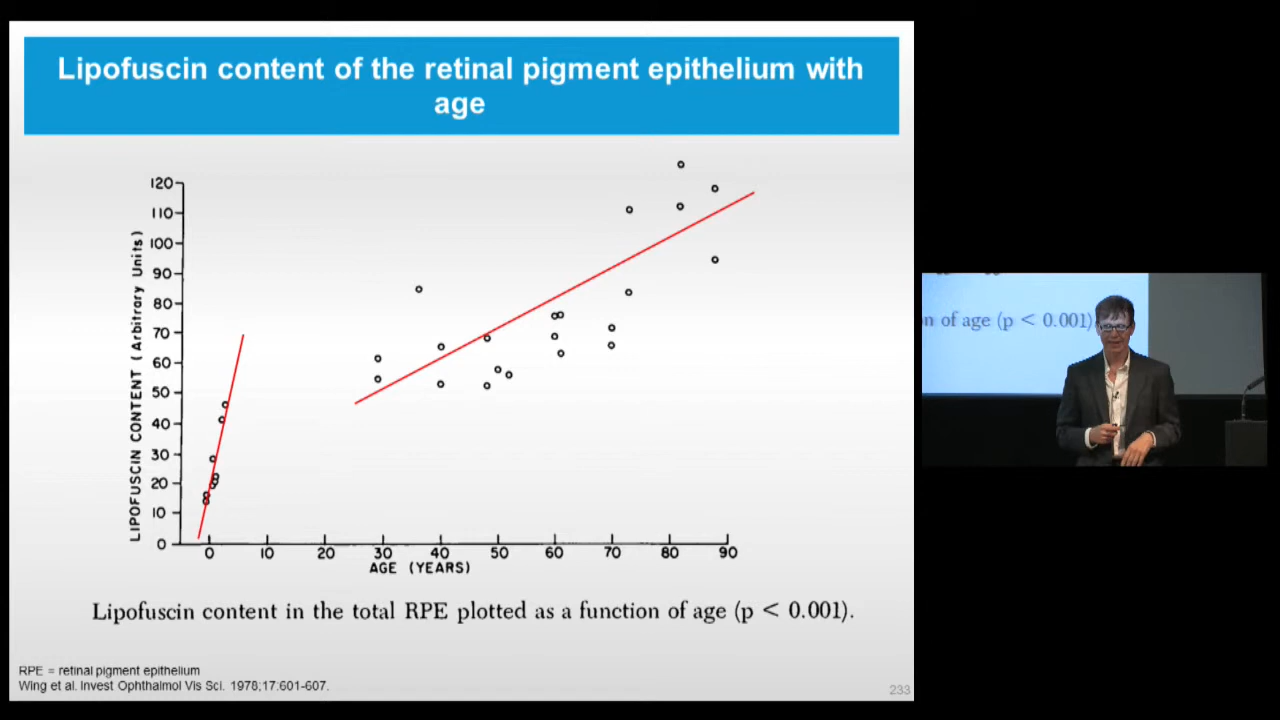 Lipofuscin content of the retinal pigment epithelium with
age
LIPOFUSCIN CONTENT (Arbitrary Units)
120
110
100
90
80
70
60
50
40
30
20
10
0
0 10 20 30 40 50 60 70 80 90
AGE (YEARS)
Lipofuscin content in the total RPE plotted as a function of age (p < 0.001).
RPE = retinal pigment epithelium
Wing et al. Invest Ophthalmol Vis Sci. 1978;17:601-607.
233
n of age (p < 0.001)